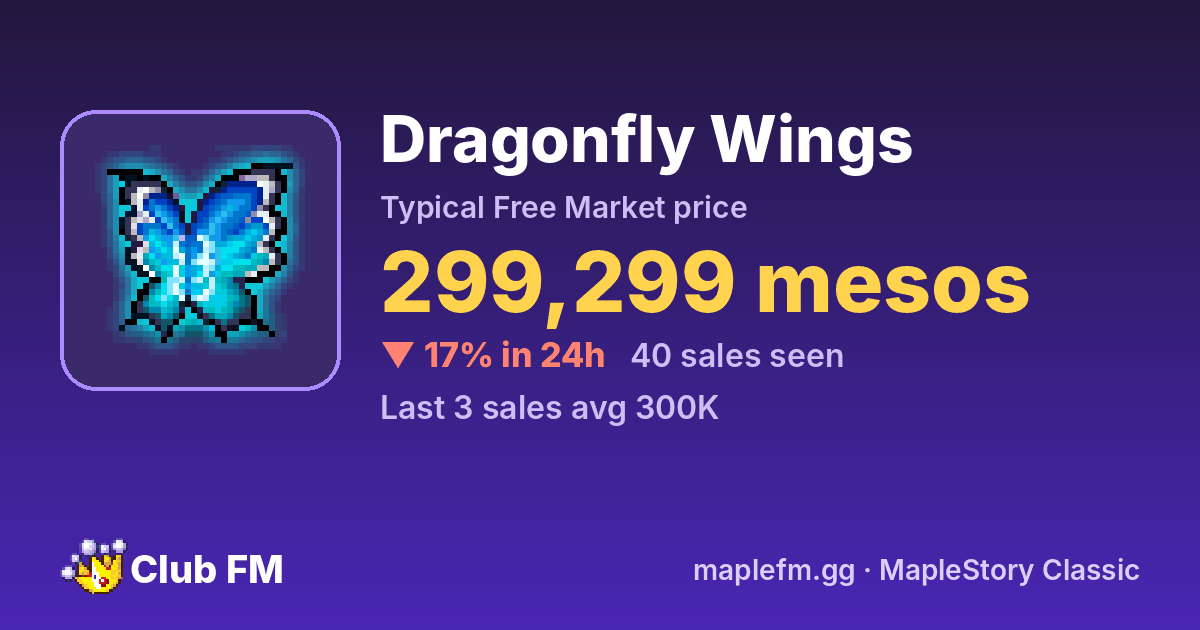 Dragonfly Wings
Typical Free Market price
299,299 mesos
▼ 17% in 24h 40 sales seen
Last 3 sales avg 300K
Club FM
maplefm.gg · MapleStory Classic